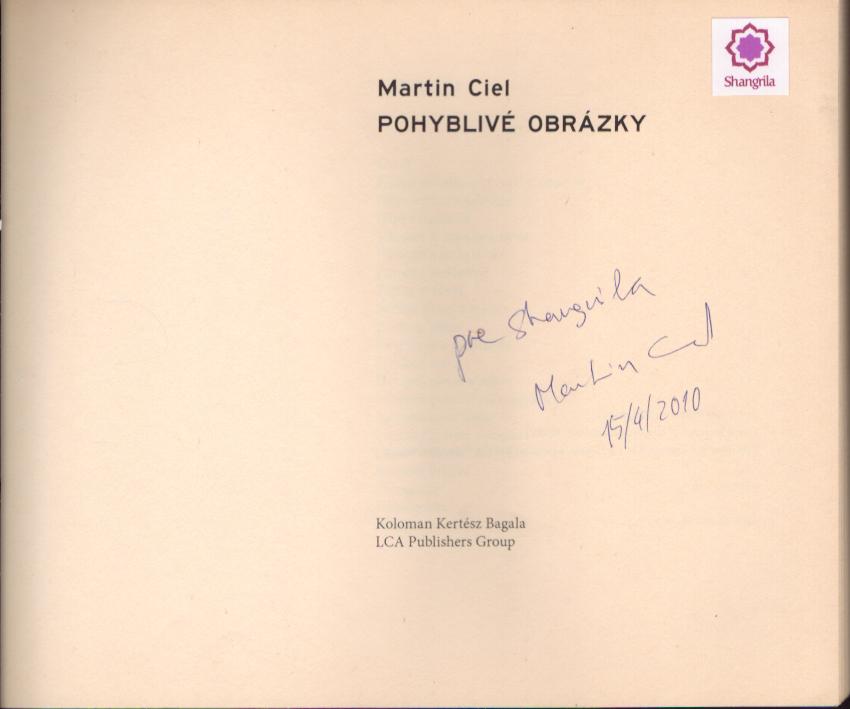 Shangrila
Martin Ciel
POHYBLIVÉ OBRÁZKY
pre Shangrila
Martin Ciel
15/4/2010
Koloman Kertész Bagala
LCA Publishers Group